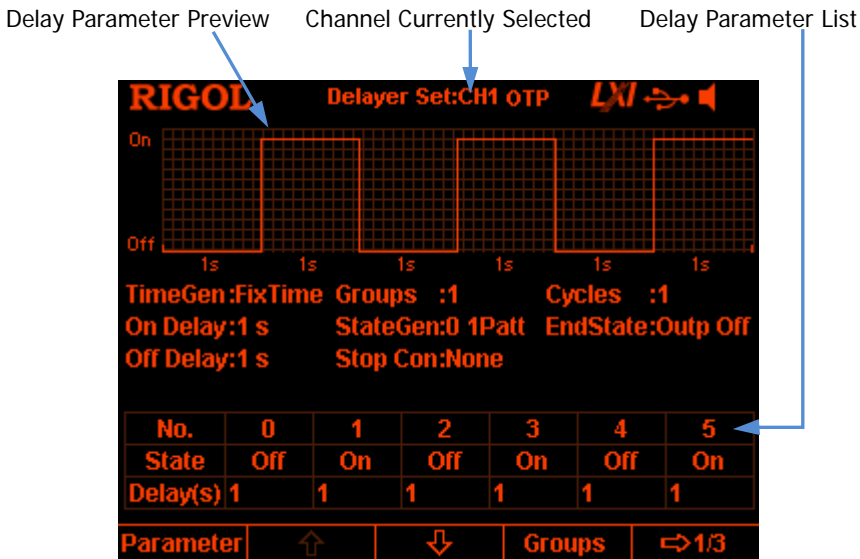 Delay Parameter Preview Channel Currently Selected Delay Parameter List
RIGOL Delayer Set:CH1 OTP LXI
On
Off
1s 1s 1s 1s 1s 1s
TimeGen:FixTime Groups :1 Cycles :1
On Delay:1 s StateGen:0 1Patt EndState:Outp Off
Off Delay:1 s Stop Con:None
No. 0 1 2 3 4 5
State Off On Off On Off On
Delay(s) 1 1 1 1 1 1
Parameter Groups 1/3